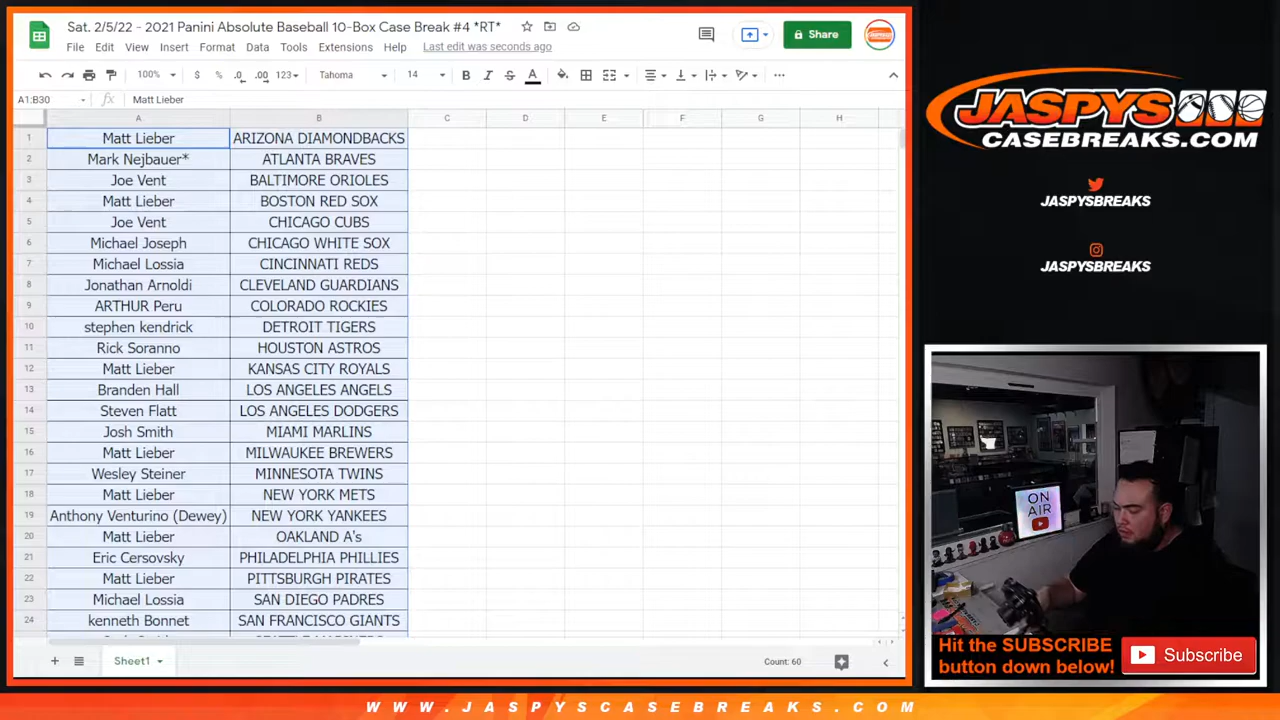 Sat. 2/5/22 - 2021 Panini Absolute Baseball 10-Box Case Break #4 *RT*
Share
File Edit View Insert Format Data Tools Extensions Help Last edit was seconds ago
100% $ % .0 .00 123 Tahoma 14 B I S A
A1:B30 fx Matt Lieber
A B C D E F G H
1 Matt Lieber ARIZONA DIAMONDBACKS
2 Mark Nejbauer* ATLANTA BRAVES
3 Joe Vent BALTIMORE ORIOLES
4 Matt Lieber BOSTON RED SOX
5 Joe Vent CHICAGO CUBS
6 Michael Joseph CHICAGO WHITE SOX
7 Michael Lossia CINCINNATI REDS
8 Jonathan Arnoldi CLEVELAND GUARDIANS
9 ARTHUR Peru COLORADO ROCKIES
10 stephen kendrick DETROIT TIGERS
11 Rick Soranno HOUSTON ASTROS
12 Matt Lieber KANSAS CITY ROYALS
13 Branden Hall LOS ANGELES ANGELS
14 Steven Flatt LOS ANGELES DODGERS
15 Josh Smith MIAMI MARLINS
16 Matt Lieber MILWAUKEE BREWERS
17 Wesley Steiner MINNESOTA TWINS
18 Matt Lieber NEW YORK METS
19 Anthony Venturino (Dewey) NEW YORK YANKEES
20 Matt Lieber OAKLAND A's
21 Eric Cersovsky PHILADELPHIA PHILLIES
22 Matt Lieber PITTSBURGH PIRATES
23 Michael Lossia SAN DIEGO PADRES
24 kenneth Bonnet SAN FRANCISCO GIANTS
Sheet1
Count: 60
JASPYS
CASEBREAKS.COM
JASPYSBREAKS
JASPYSBREAKS
ON
AIR
Hit the SUBSCRIBE
button down below!
Subscribe
WWW.JASPYSCASEBREAKS.COM